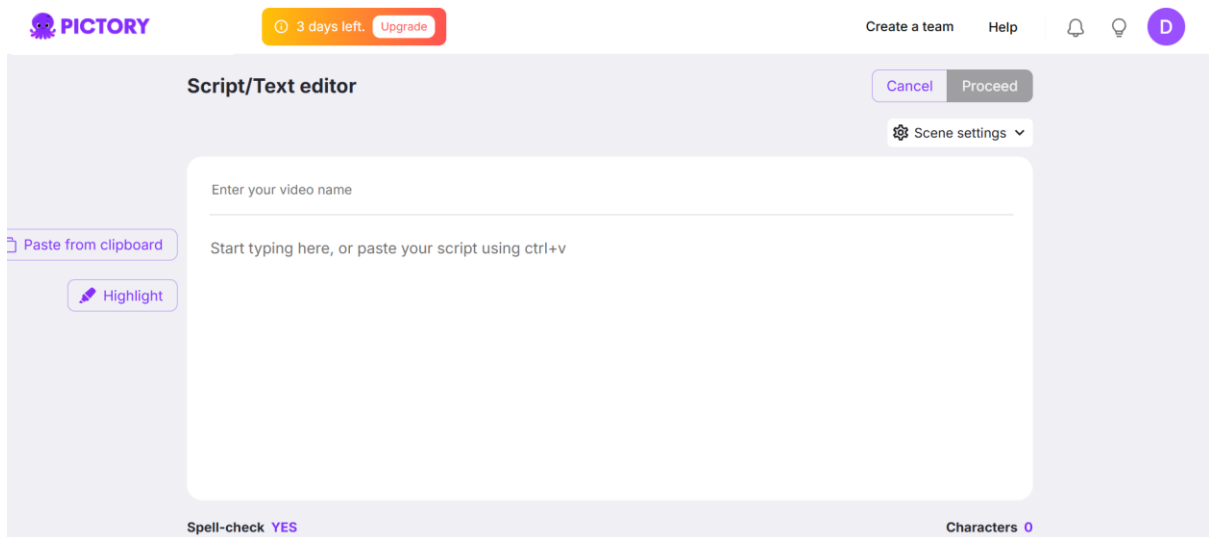 PICTORY
3 days left. Upgrade
Create a team
Help
D
Script/Text editor
Cancel
Proceed
Scene settings
Enter your video name
Paste from clipboard
Start typing here, or paste your script using ctrl+v
Highlight
Spell-check YES
Characters 0